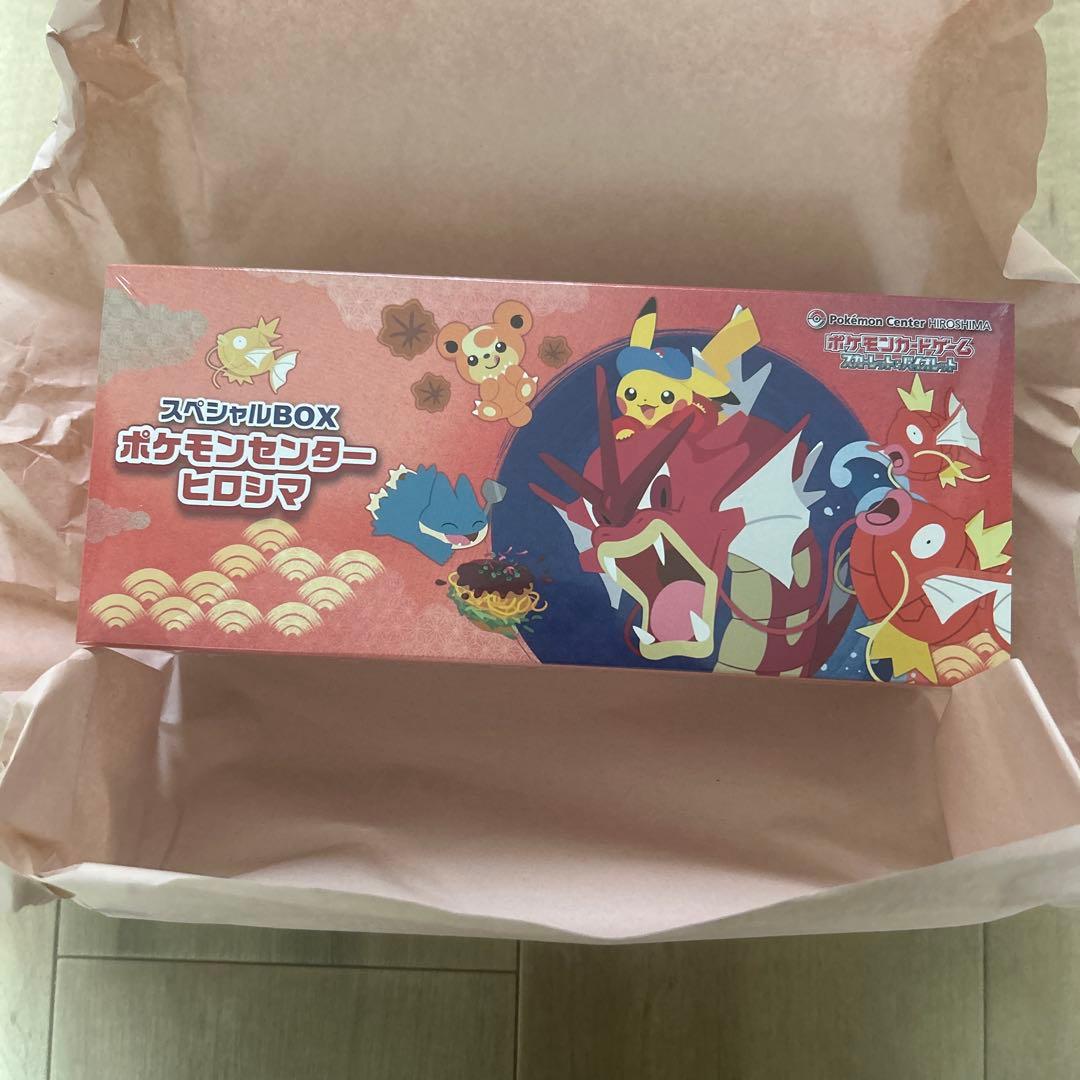 Pokémon Center HIROSHIMA
ポケモンカードゲーム
スカーレット&バイオレット
スペシャルBOX
ポケモンセンター
ヒロシマ